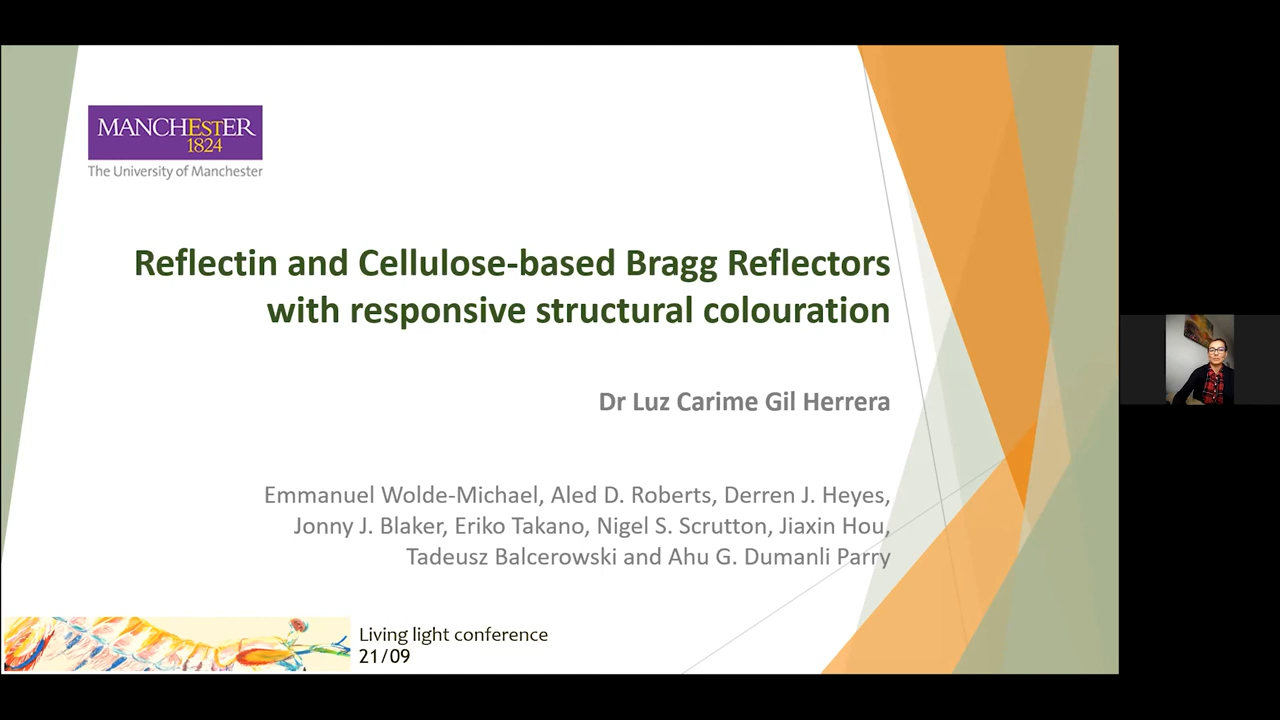 MANCHESTER
1824
The University of Manchester
Reflectin and Cellulose-based Bragg Reflectors
with responsive structural colouration
Dr Luz Carime Gil Herrera
Emmanuel Wolde-Michael, Aled D. Roberts, Derren J. Heyes,
Jonny J. Blaker, Eriko Takano, Nigel S. Scrutton, Jiaxin Hou,
Tadeusz Balcerowski and Ahu G. Dumanli Parry
Living light conference
21/09